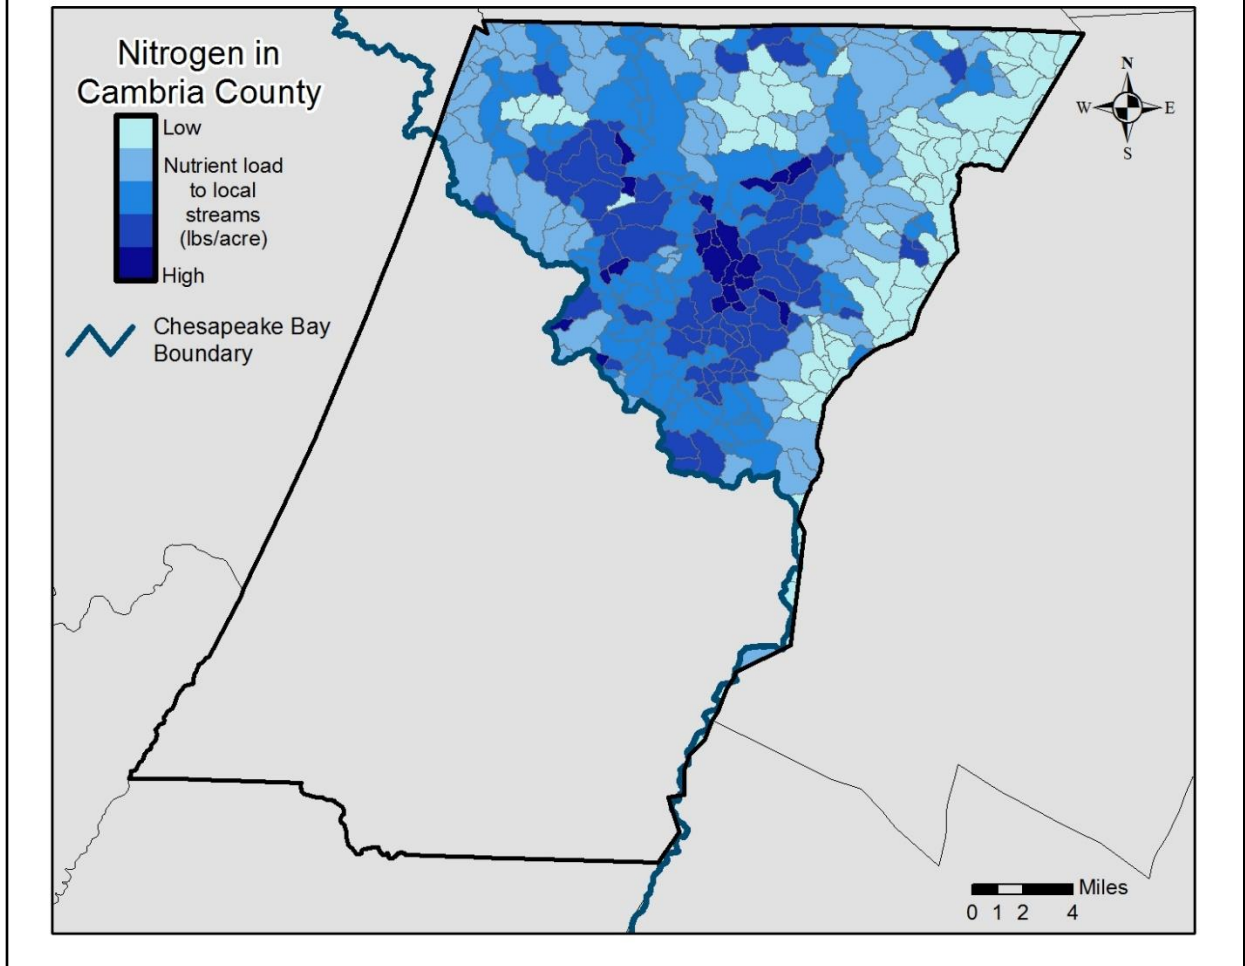 Nitrogen in
Cambria County
Low
Nutrient load
to local
streams
(lbs/acre)
High
Chesapeake Bay
Boundary
N
W E
S
Miles
0 1 2 4